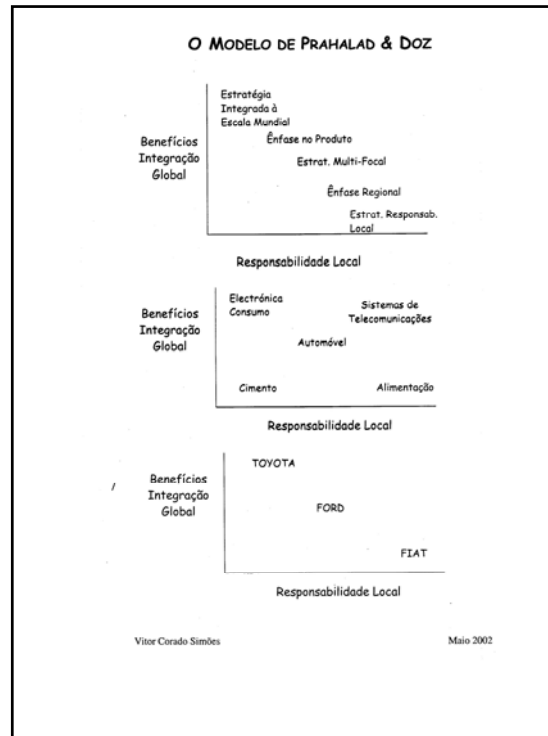 O MODELO DE PRAHALAD & DOZ
Estratégia
Integrada à
Escala Mundial
Benefícios
Integração
Global
Ênfase no Produto
Estrat. Multi-Focal
Ênfase Regional
Estrat. Responsab.
Local
Responsabilidade Local
Electrónica
Consumo
Sistemas de
Telecomunicações
Benefícios
Integração
Global
Automóvel
Cimento
Alimentação
Responsabilidade Local
TOYOTA
Benefícios
Integração
Global
FORD
FIAT
Responsabilidade Local
Vitor Corado Simões
Maio 2002